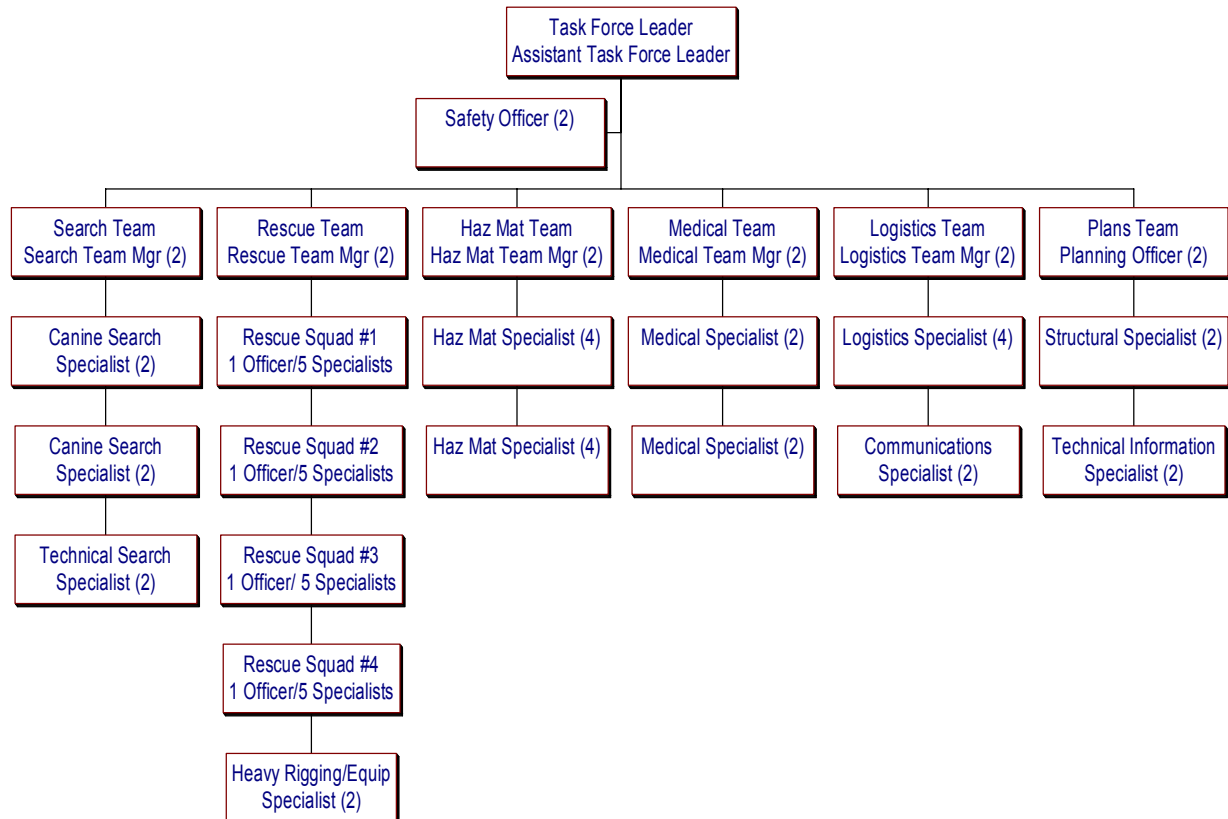 Task Force Leader
Assistant Task Force Leader
Safety Officer (2)
Search Team
Search Team Mgr (2)
Rescue Team
Rescue Team Mgr (2)
Haz Mat Team
Haz Mat Team Mgr (2)
Medical Team
Medical Team Mgr (2)
Logistics Team
Logistics Team Mgr (2)
Plans Team
Planning Officer (2)
Canine Search
Specialist (2)
Rescue Squad #1
1 Officer/5 Specialists
Haz Mat Specialist (4)
Medical Specialist (2)
Logistics Specialist (4)
Structural Specialist (2)
Canine Search
Specialist (2)
Rescue Squad #2
1 Officer/5 Specialists
Haz Mat Specialist (4)
Medical Specialist (2)
Communications
Specialist (2)
Technical Information
Specialist (2)
Technical Search
Specialist (2)
Rescue Squad #3
1 Officer/ 5 Specialists
Rescue Squad #4
1 Officer/5 Specialists
Heavy Rigging/Equip
Specialist (2)